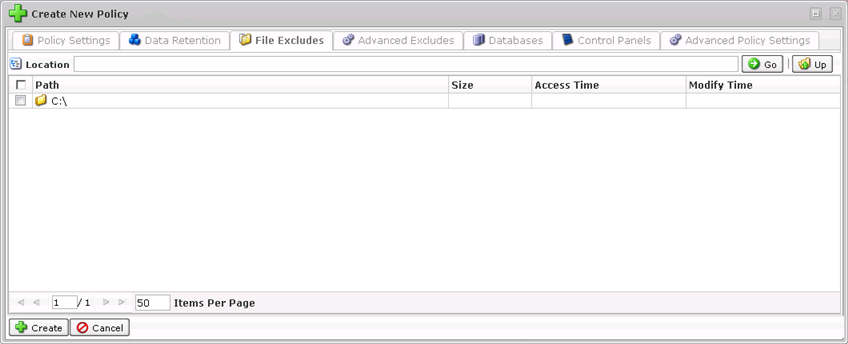 Create New Policy
Policy Settings Data Retention File Excludes Advanced Excludes Databases Control Panels Advanced Policy Settings
Location Go Up
Path Size Access Time Modify Time
C:\
1 / 1 50 Items Per Page
Create Cancel